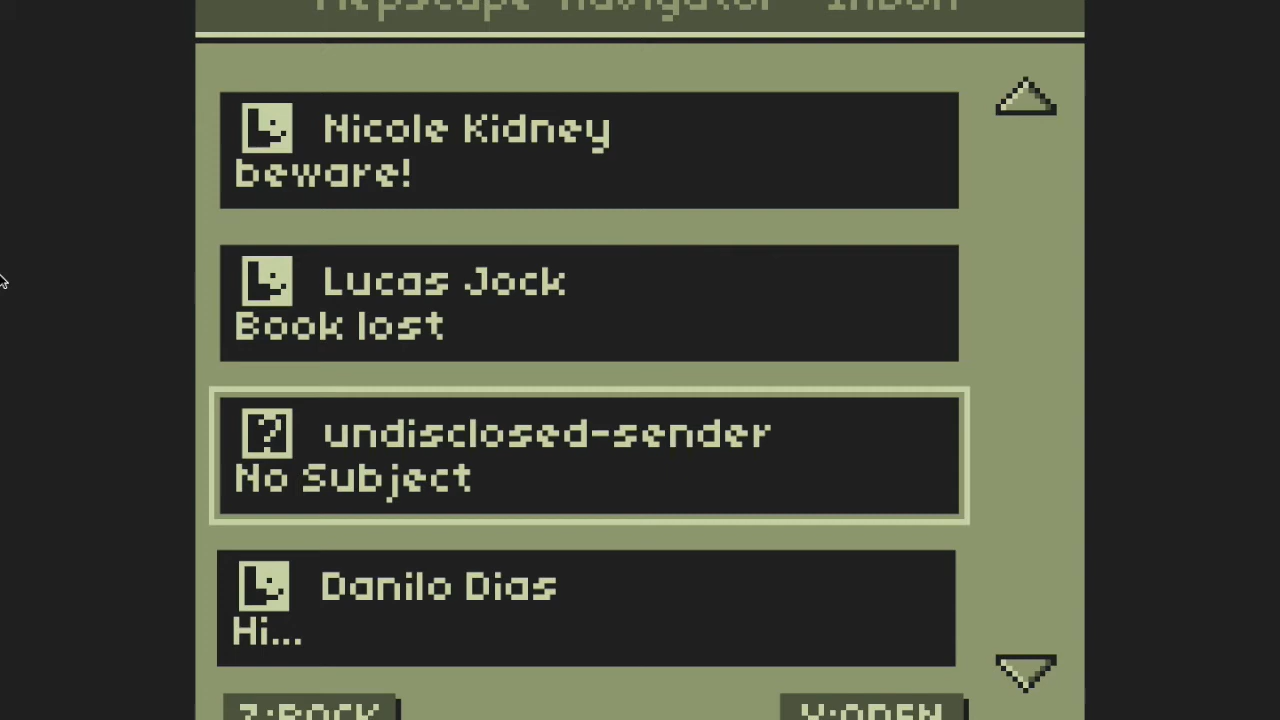 Nicole Kidney
beware!
Lucas Jock
Book lost
? undisclosed-sender
No Subject
Danilo Dias
Hi...